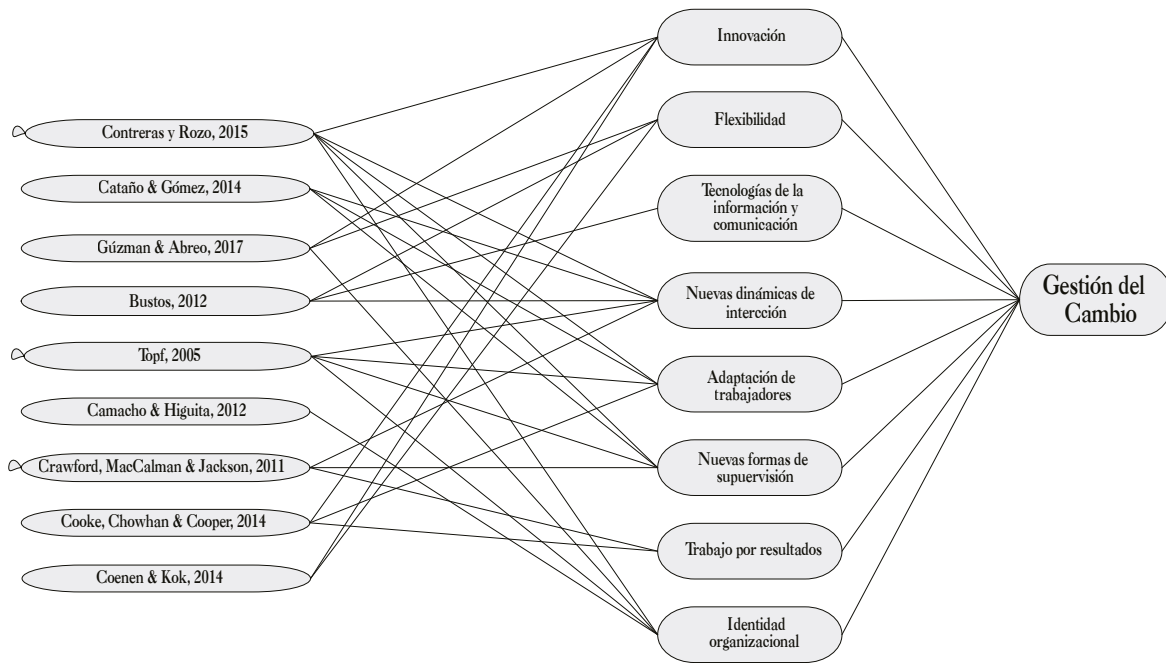 Contreras y Rozo, 2015
Cataño & Gómez, 2014
Gúzman & Abreo, 2017
Bustos, 2012
Topf, 2005
Camacho & Higuita, 2012
Crawford, MacCalman & Jackson, 2011
Cooke, Chowhan & Cooper, 2014
Coenen & Kok, 2014
Innovación
Flexibilidad
Tecnologías de la
información y
comunicación
Nuevas dinámicas de
intercción
Adaptación de
trabajadores
Nuevas formas de
supuervisión
Trabajo por resultados
Identidad
organizacional
Gestión del
Cambio